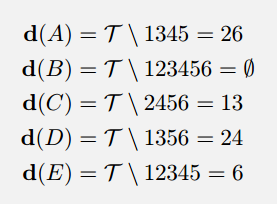 d(A) = 𝒯 \ 1345 = 26
d(B) = 𝒯 \ 123456 = ∅
d(C) = 𝒯 \ 2456 = 13
d(D) = 𝒯 \ 1356 = 24
d(E) = 𝒯 \ 12345 = 6